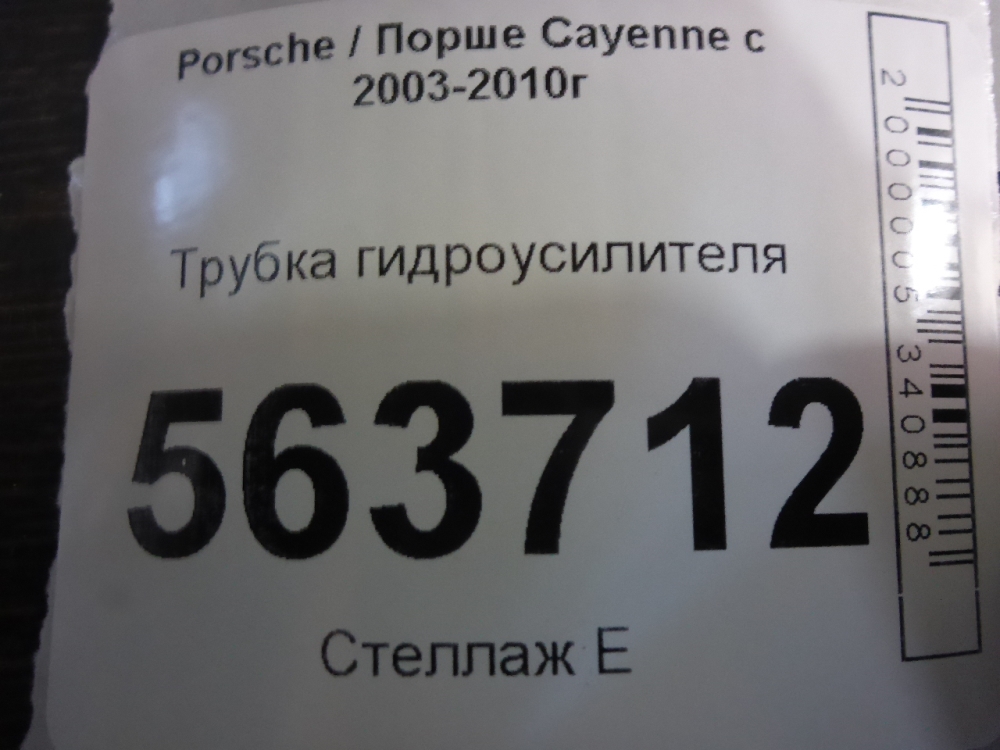 Porsche / Порше Cayenne с
2003-2010г
Трубка гидроусилителя
563712
Стеллаж Е
2000005340888